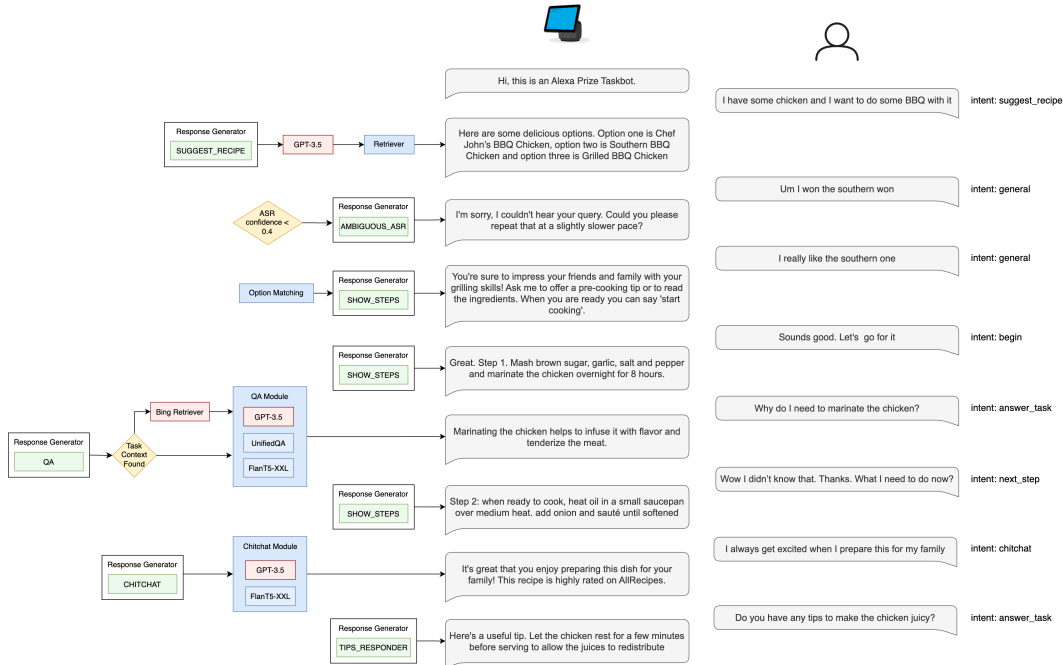 Hi, this is an Alexa Prize Taskbot.
I have some chicken and I want to do some BBQ with it
intent: suggest_recipe
Response Generator
SUGGEST_RECIPE
GPT-3.5
Retriever
Here are some delicious options. Option one is Chef
John's BBQ Chicken, option two is Southern BBQ
Chicken and option three is Grilled BBQ Chicken
Um I won the southern won
intent: general
ASR
confidence <
0.4
Response Generator
AMBIGUOUS_ASR
I'm sorry, I couldn't hear your query. Could you please
repeat that at a slightly slower pace?
I really like the southern one
intent: general
Option Matching
Response Generator
SHOW_STEPS
You're sure to impress your friends and family with your
grilling skills! Ask me to offer a pre-cooking tip or to read
the ingredients. When you are ready you can say 'start
cooking'.
Sounds good. Let's go for it
intent: begin
Response Generator
SHOW_STEPS
Great. Step 1. Mash brown sugar, garlic, salt and pepper
and marinate the chicken overnight for 8 hours.
Why do I need to marinate the chicken?
intent: answer_task
Response Generator
QA
Task
Context
Found
Bing Retriever
QA Module
GPT-3.5
UnifiedQA
FlanT5-XXL
Marinating the chicken helps to infuse it with flavor and
tenderize the meat.
Wow I didn't know that. Thanks. What I need to do now?
intent: next_step
Response Generator
SHOW_STEPS
Step 2: when ready to cook, heat oil in a small saucepan
over medium heat. add onion and sauté until softened
I always get excited when I prepare this for my family
intent: chitchat
Response Generator
CHITCHAT
Chitchat Module
GPT-3.5
FlanT5-XXL
It's great that you enjoy preparing this dish for your
family! This recipe is highly rated on AllRecipes.
Do you have any tips to make the chicken juicy?
intent: answer_task
Response Generator
TIPS_RESPONDER
Here's a useful tip. Let the chicken rest for a few minutes
before serving to allow the juices to redistribute